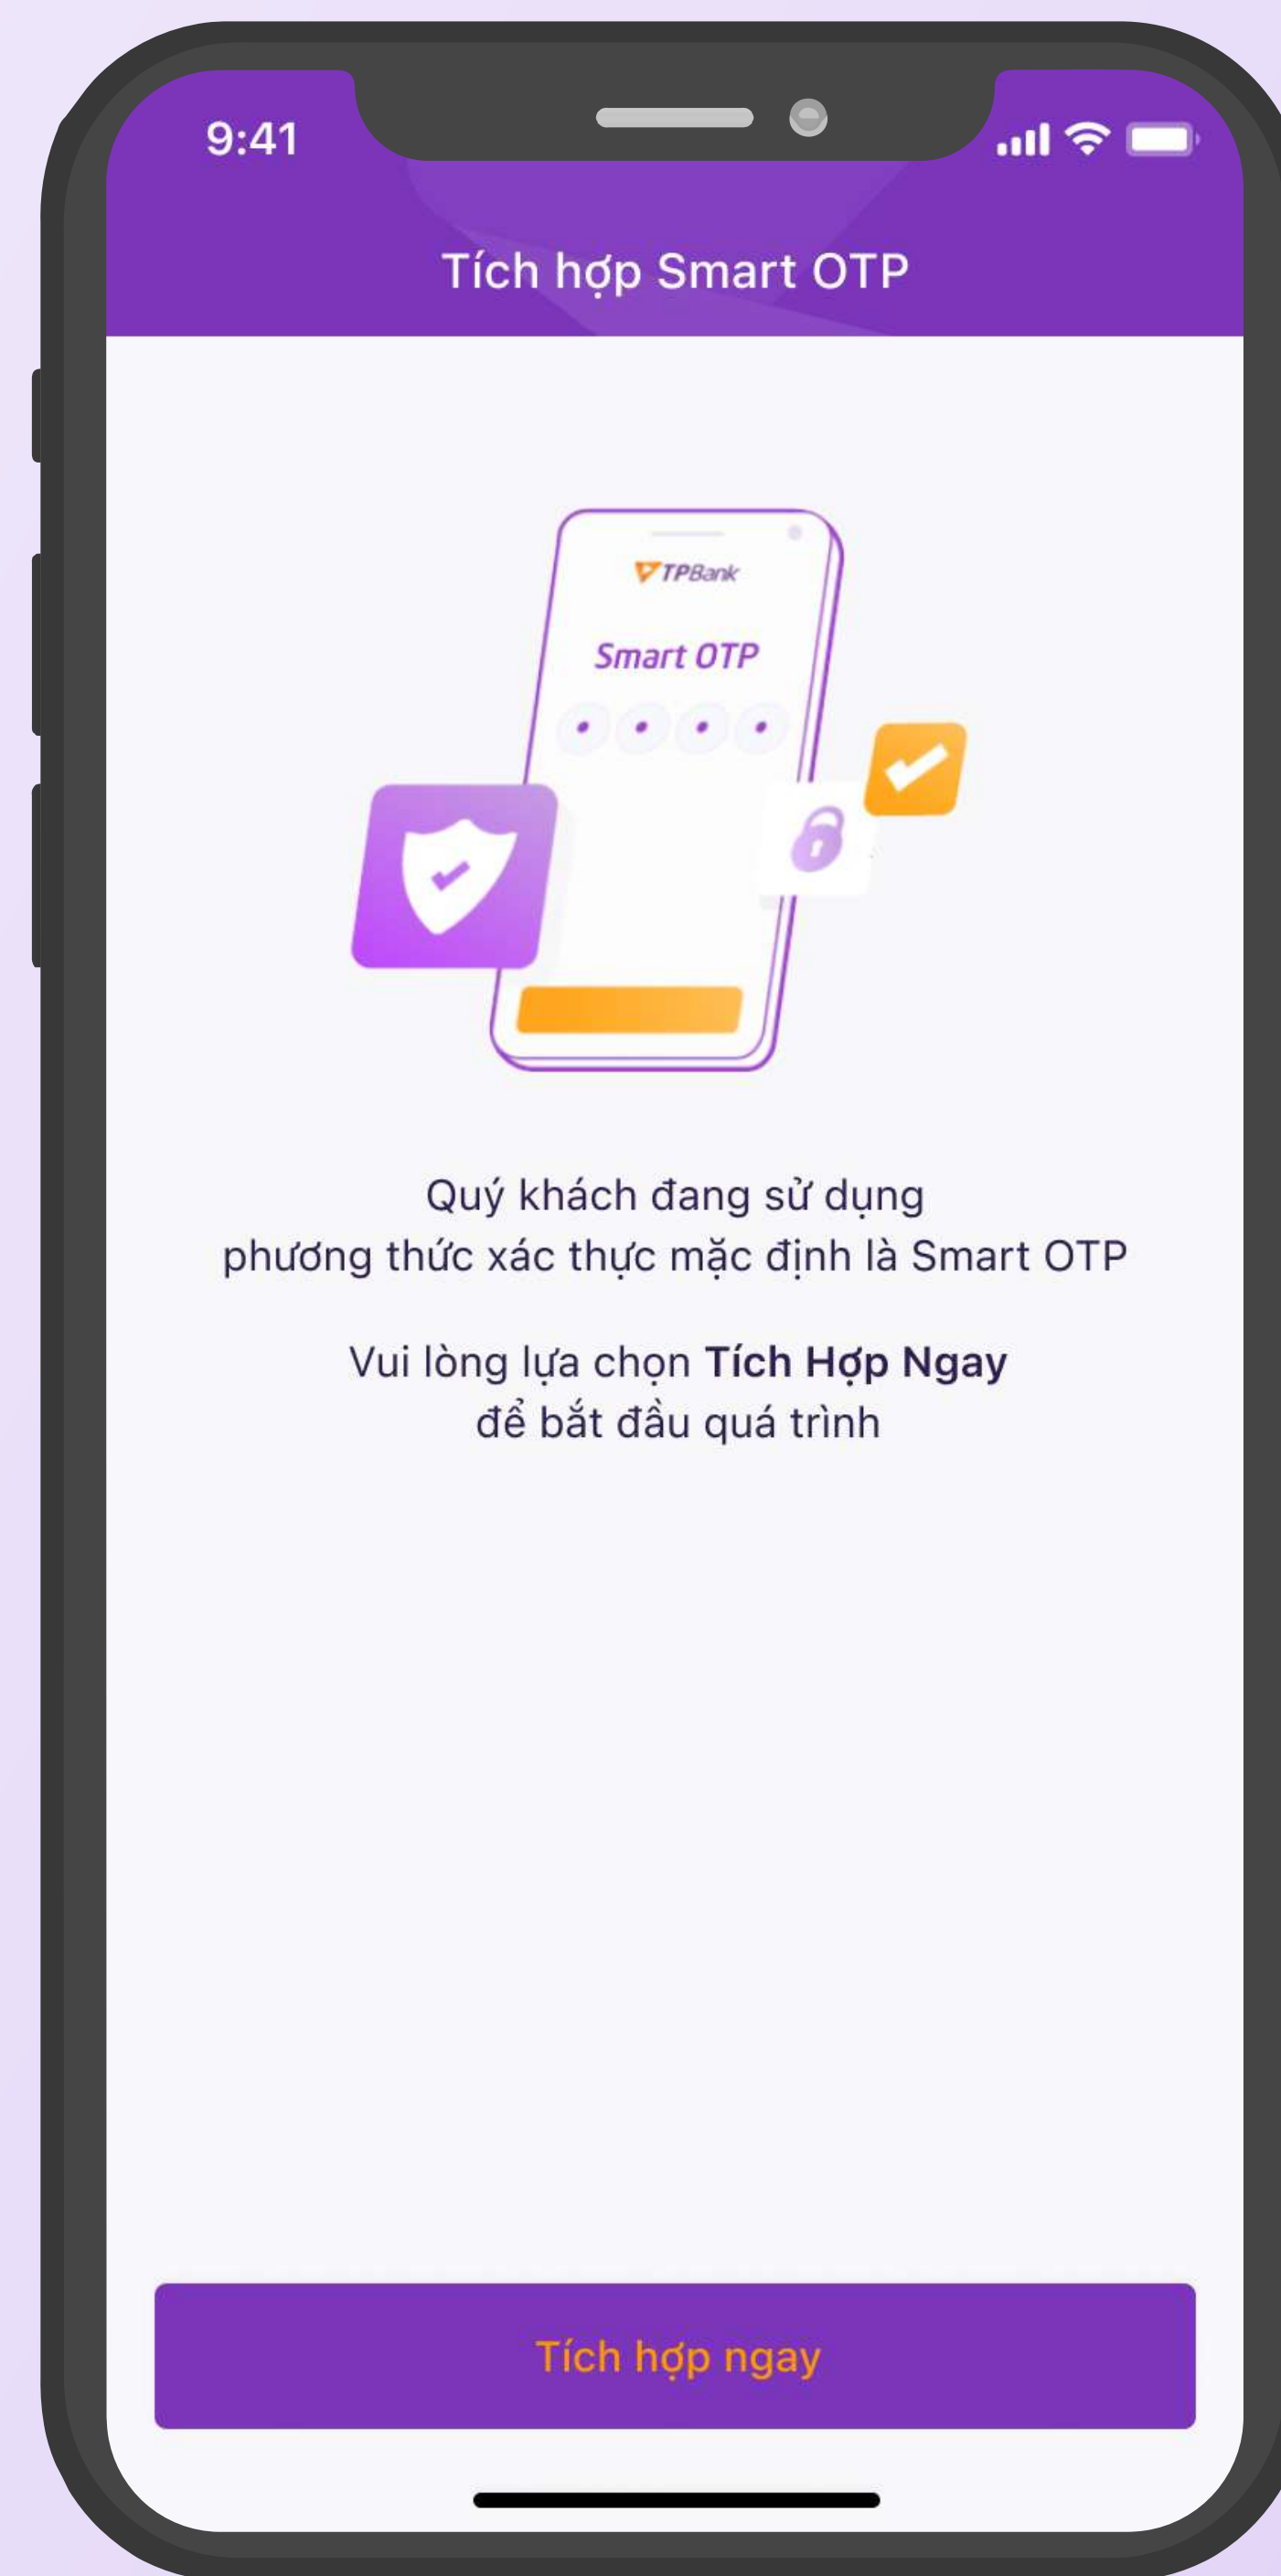 9:41
Tích hợp Smart OTP
TPBank
Smart OTP
Quý khách đang sử dụng
phương thức xác thực mặc định là Smart OTP
Vui lòng lựa chọn Tích Hợp Ngay
để bắt đầu quá trình
Tích hợp ngay